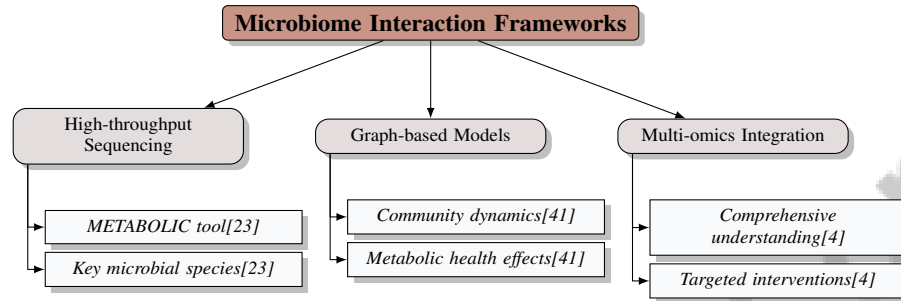 Microbiome Interaction Frameworks
High-throughput
Sequencing
METABOLIC tool[23]
Key microbial species[23]
Graph-based Models
Community dynamics[41]
Metabolic health effects[41]
Multi-omics Integration
Comprehensive
understanding[4]
Targeted interventions[4]